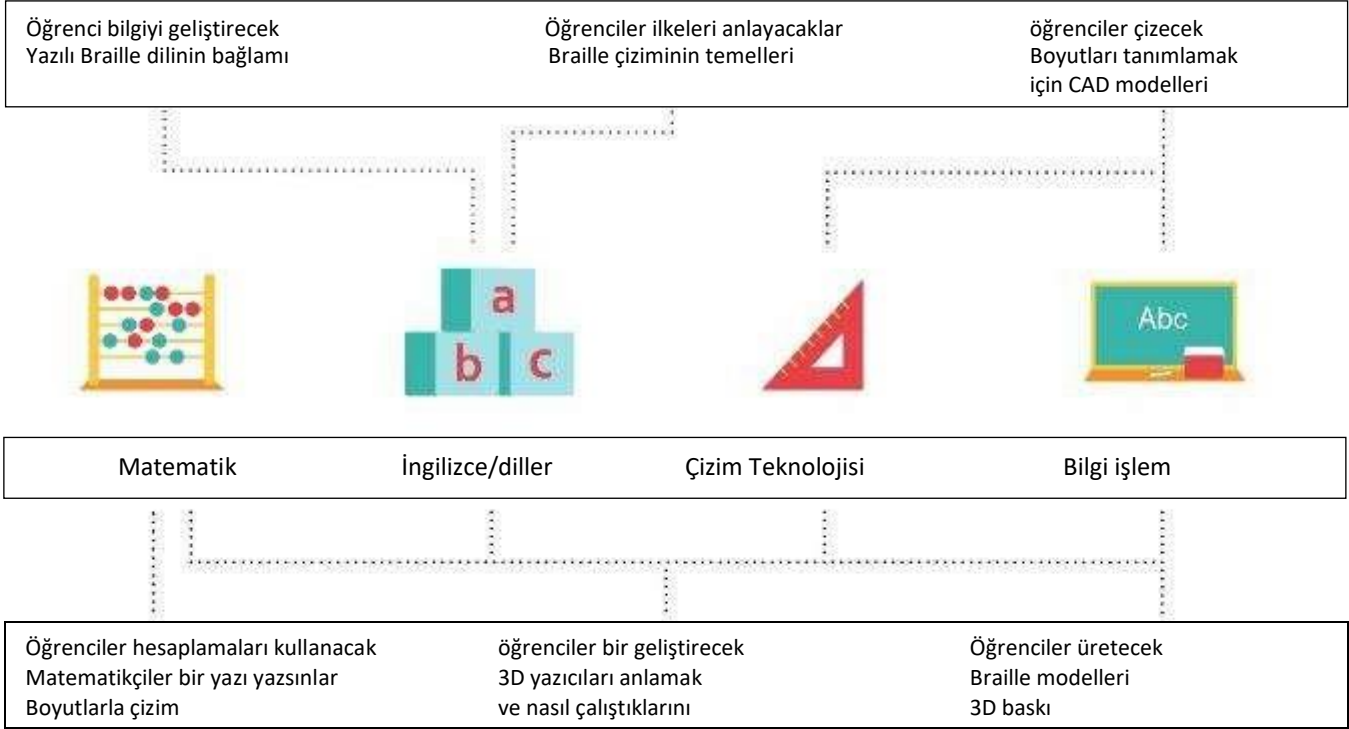 Öğrenci bilgiyi geliştirecek
Yazılı Braille dilinin bağlamı
Öğrenciler ilkeleri anlayacaklar
Braille çiziminin temelleri
öğrenciler çizecek
Boyutları tanımlamak
için CAD modelleri
a
b c
Abc
Matematik
İngilizce/diller
Çizim Teknolojisi
Bilgi işlem
Öğrenciler hesaplamaları kullanacak
Matematikçiler bir yazı yazsınlar
Boyutlarla çizim
öğrenciler bir geliştirecek
3D yazıcıları anlamak
ve nasıl çalıştıklarını
Öğrenciler üretecek
Braille modelleri
3D baskı